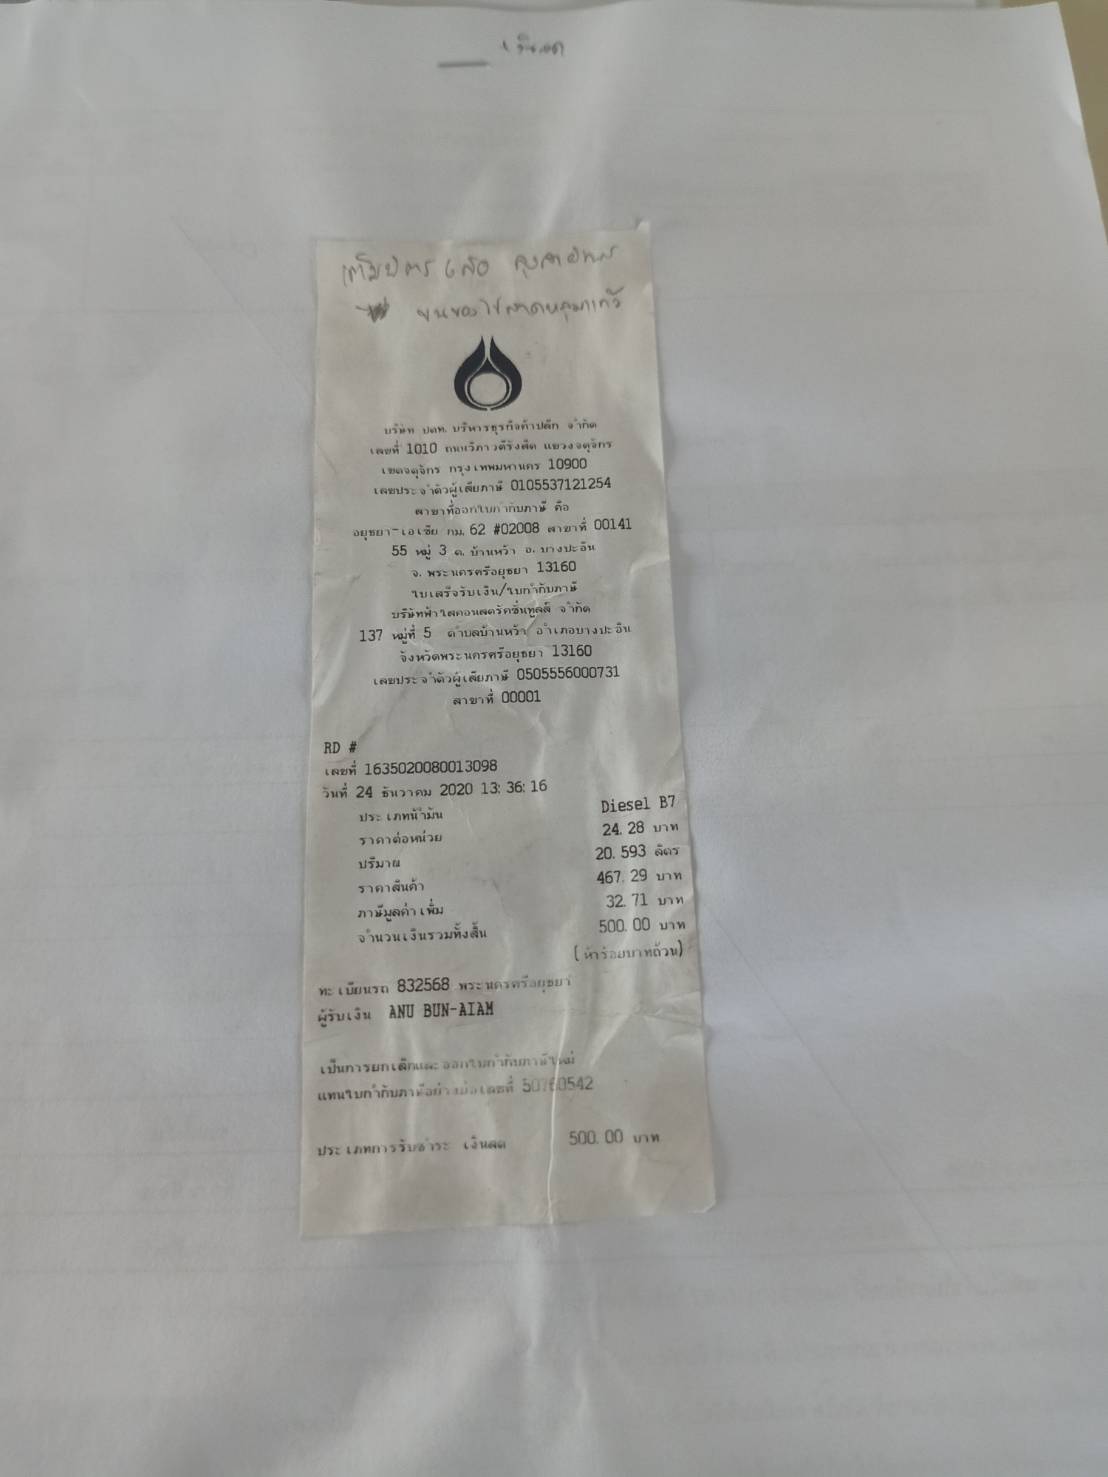 เงินสด
บริษัท ปตท. บริหารธุรกิจค้าปลีก จำกัด
เลขที่ 1010 ถนนวิภาวดีรังสิต แขวงจตุจักร
เขตจตุจักร กรุงเทพมหานคร 10900
เลขประจำตัวผู้เสียภาษี 0105537121254
สาขาที่ออกใบกำกับภาษี คือ
อยุธยา-เอเซีย กม. 62 #02008 สาขาที่ 00141
55 หมู่ 3 ต. บ้านหว้า อ. บางปะอิน
จ. พระนครศรีอยุธยา 13160
ใบเสร็จรับเงิน/ใบกำกับภาษี
บริษัทฟ้าใสคอนสตรัคชั่นทูลส์ จำกัด
137 หมู่ที่ 5 ตำบลบ้านหว้า อำเภอบางปะอิน
จังหวัดพระนครศรีอยุธยา 13160
เลขประจำตัวผู้เสียภาษี 0505556000731
สาขาที่ 00001
RD #
เลขที่ 1635020080013098
วันที่ 24 ธันวาคม 2020 13:36:16
ประเภทน้ำมัน Diesel B7
ราคาต่อหน่วย 24.28 บาท
ปริมาณ 20.593 ลิตร
ราคาสินค้า 467.29 บาท
ภาษีมูลค่าเพิ่ม 32.71 บาท
จำนวนเงินรวมทั้งสิ้น 500.00 บาท
(ห้าร้อยบาทถ้วน)
ทะเบียนรถ 832568 พระนครศรีอยุธยา
ผู้รับเงิน ANU BUN-AIAM
เป็นการยกเลิกและออกใบกำกับภาษีใหม่
แทนใบกำกับภาษีอย่างย่อเลขที่ 50760542
ประเภทการรับชำระ เงินสด 500.00 บาท